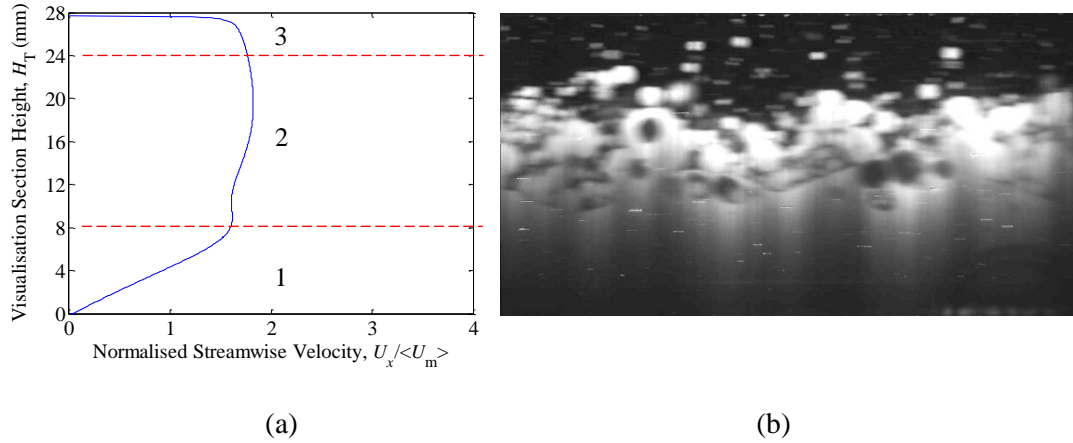 28
24
20
16
12
8
4
0
Visualisation Section Height, H_T (mm)
3
2
1
0 1 2 3 4
Normalised Streamwise Velocity, U_x/<U_m>
(a) (b)